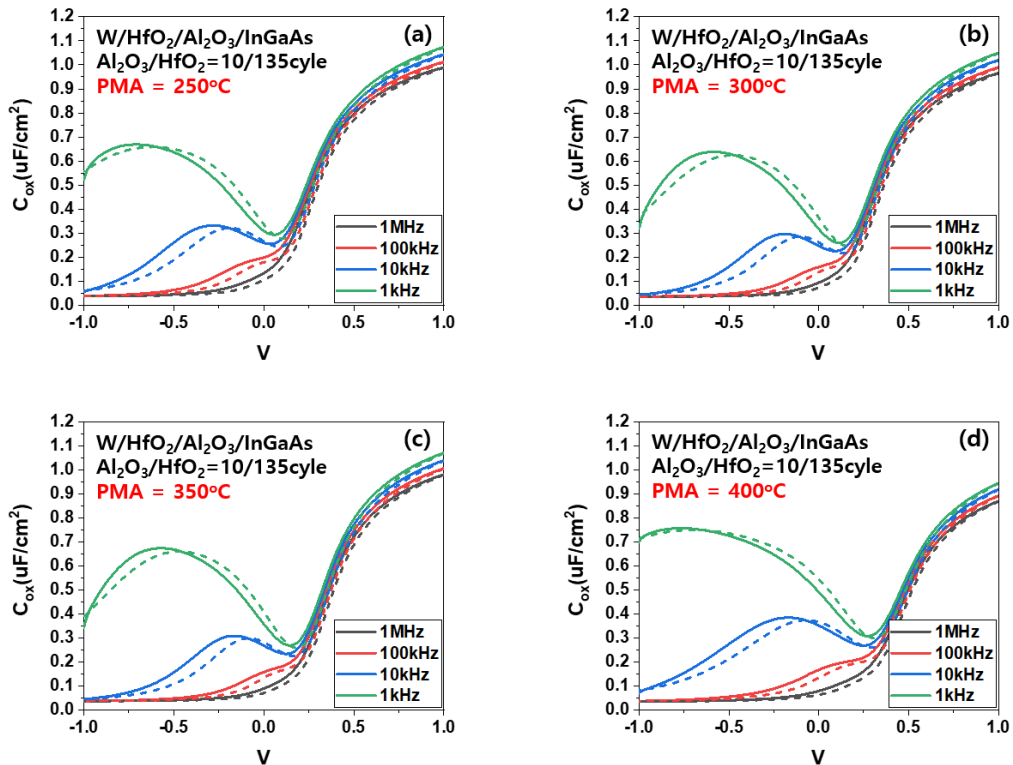 (a)
W/HfO₂/Al₂O₃/InGaAs
Al₂O₃/HfO₂=10/135cyle
PMA = 250°C
Cox(uF/cm²)
1.2
1.1
1.0
0.9
0.8
0.7
0.6
0.5
0.4
0.3
0.2
0.1
0.0
1MHz
100kHz
10kHz
1kHz
-1.0 -0.5 0.0 0.5 1.0
V
(b)
W/HfO₂/Al₂O₃/InGaAs
Al₂O₃/HfO₂=10/135cyle
PMA = 300°C
Cox(uF/cm²)
1.2
1.1
1.0
0.9
0.8
0.7
0.6
0.5
0.4
0.3
0.2
0.1
0.0
1MHz
100kHz
10kHz
1kHz
-1.0 -0.5 0.0 0.5 1.0
V
(c)
W/HfO₂/Al₂O₃/InGaAs
Al₂O₃/HfO₂=10/135cyle
PMA = 350°C
Cox(uF/cm²)
1.2
1.1
1.0
0.9
0.8
0.7
0.6
0.5
0.4
0.3
0.2
0.1
0.0
1MHz
100kHz
10kHz
1kHz
-1.0 -0.5 0.0 0.5 1.0
V
(d)
W/HfO₂/Al₂O₃/InGaAs
Al₂O₃/HfO₂=10/135cyle
PMA = 400°C
Cox(uF/cm²)
1.2
1.1
1.0
0.9
0.8
0.7
0.6
0.5
0.4
0.3
0.2
0.1
0.0
1MHz
100kHz
10kHz
1kHz
-1.0 -0.5 0.0 0.5 1.0
V